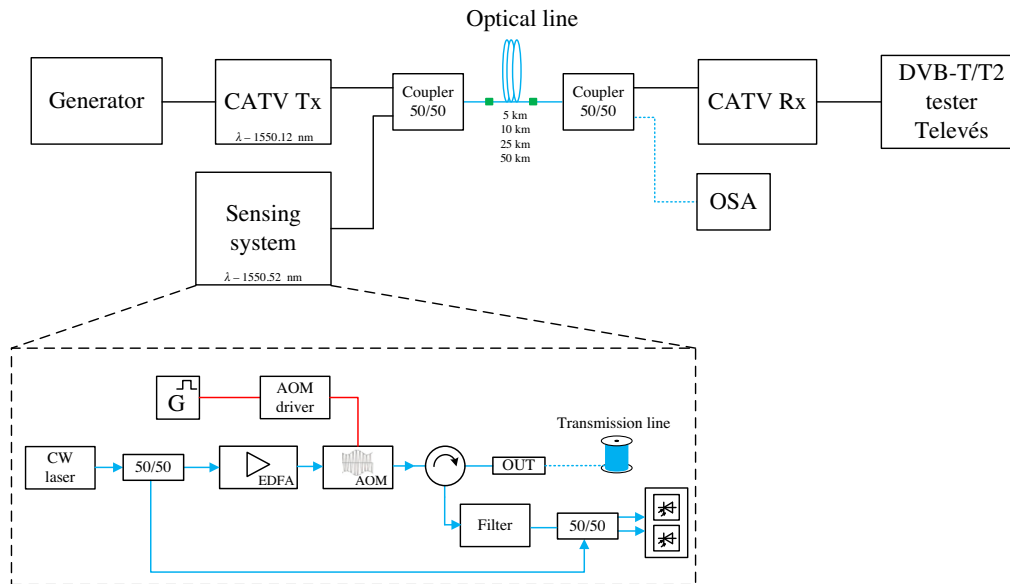 Optical line
Generator
CATV Tx
λ – 1550.12 nm
Coupler
50/50
5 km
10 km
25 km
50 km
Coupler
50/50
CATV Rx
DVB-T/T2
tester
Televés
OSA
Sensing
system
λ – 1550.52 nm
G
AOM
driver
Transmission line
CW
laser
50/50
EDFA
AOM
OUT
Filter
50/50